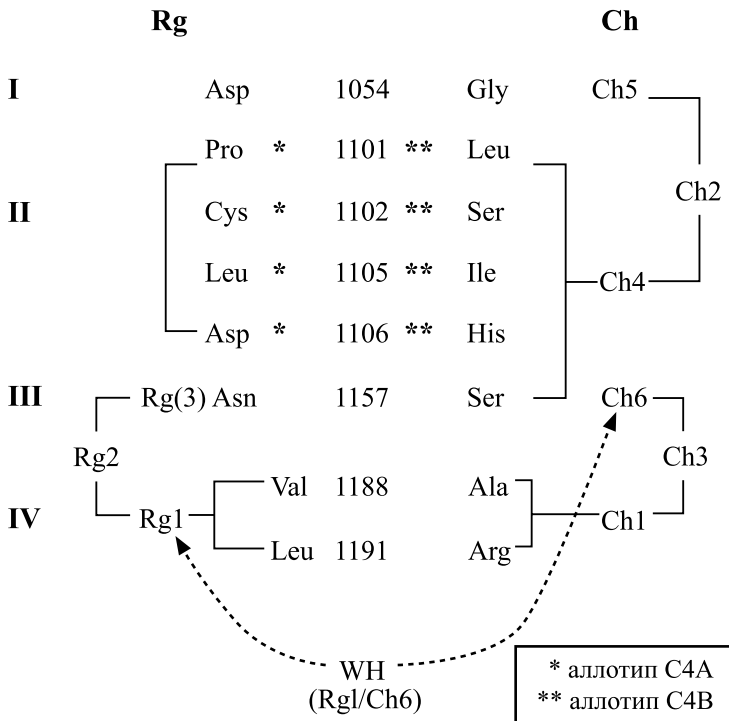 Rg Ch
I Asp 1054 Gly Ch5
Pro * 1101 ** Leu
Ch2
II Cys * 1102 ** Ser
Leu * 1105 ** Ile Ch4
Asp * 1106 ** His
III Rg(3) Asn 1157 Ser Ch6
Rg2 Ch3
Val 1188 Ala
IV Rg1 Ch1
Leu 1191 Arg
WH
(Rgl/Ch6)
* аллотип C4A
** аллотип C4B